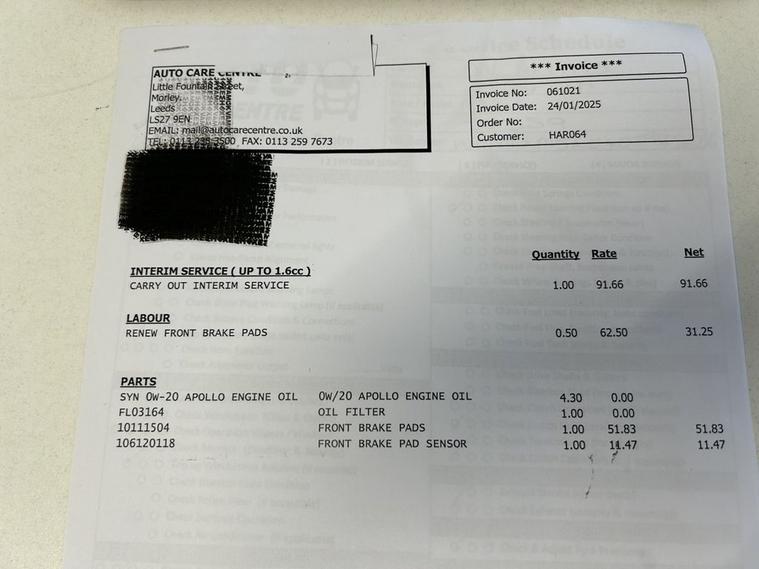 AUTO CARE CENTRE
Little Fountain Street,
Morley.
Leeds
LS27 9EN
EMAIL: mail@autocarecentre.co.uk
TEL: 0113 3500 FAX: 0113 259 7673
*** Invoice ***
Invoice No: 061021
Invoice Date: 24/01/2025
Order No:
Customer: HAR064
Quantity Rate Net
INTERIM SERVICE ( UP TO 1.6cc )
CARRY OUT INTERIM SERVICE 1.00 91.66 91.66
LABOUR
RENEW FRONT BRAKE PADS 0.50 62.50 31.25
PARTS
SYN 0W-20 APOLLO ENGINE OIL 0W/20 APOLLO ENGINE OIL 4.30 0.00
FL03164 OIL FILTER 1.00 0.00
10111504 FRONT BRAKE PADS 1.00 51.83 51.83
106120118 FRONT BRAKE PAD SENSOR 1.00 11.47 11.47